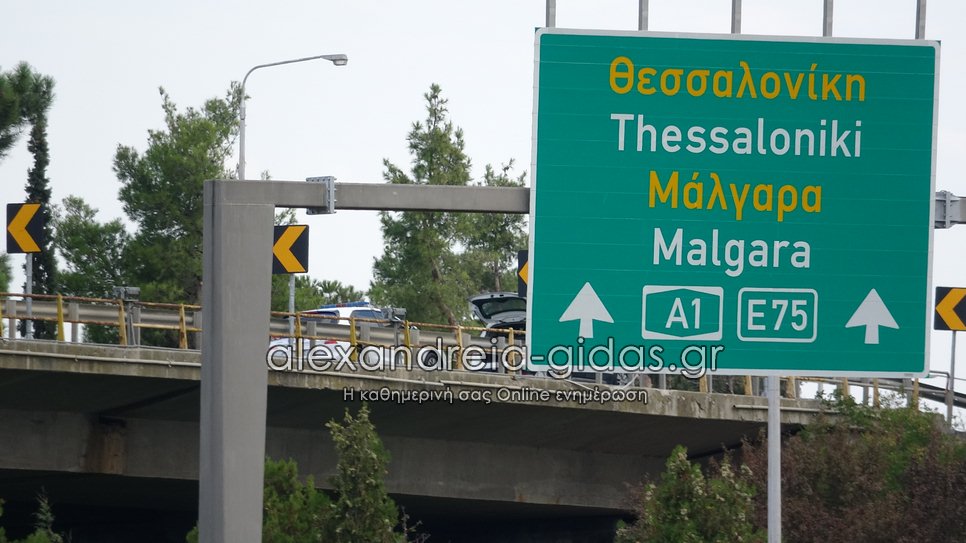 Θεσσαλονίκη
Thessaloniki
Μάλγαρα
Malgara
A1 E75
alexandreia-gidas.gr
Η καθημερινή σας Online ενημέρωση